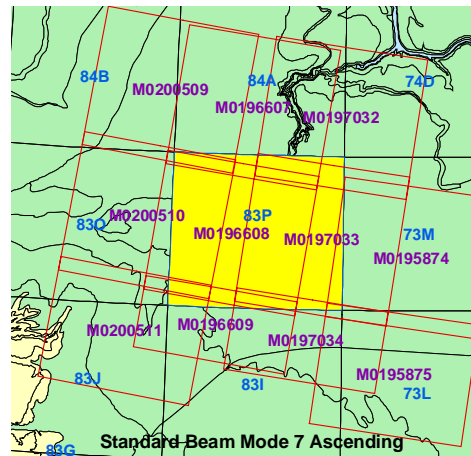 84B
84A
74D
M0200509
M0196607
M0197032
M0200510
83P
83O
M0196608
M0197033
73M
M0195874
M0200511
M0196609
M0197034
M0195875
83J
83I
73L
Standard Beam Mode 7 Ascending
83G